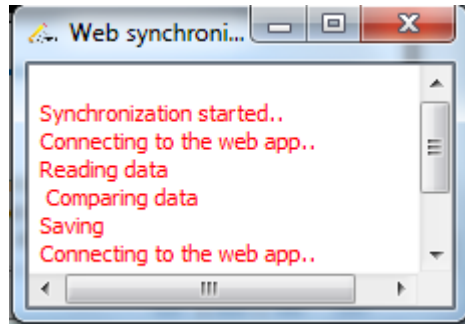 Web synchroni...
Synchronization started..
Connecting to the web app..
Reading data
Comparing data
Saving
Connecting to the web app..